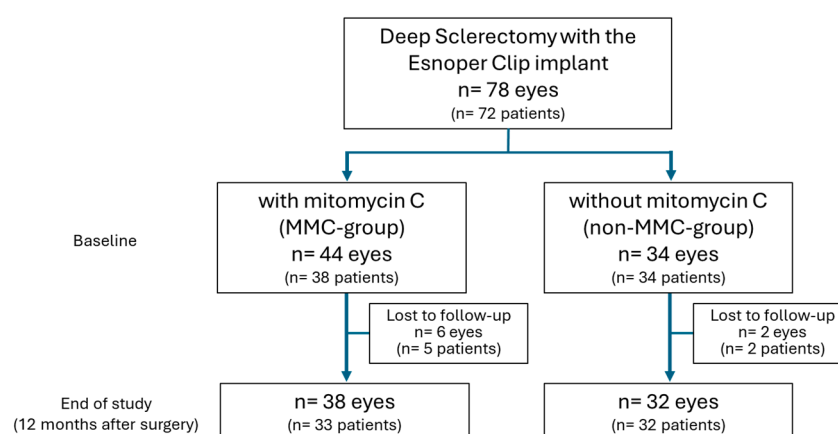 Deep Sclerectomy with the
Esnoper Clip implant
n= 78 eyes
(n= 72 patients)
with mitomycin C
(MMC-group)
n= 44 eyes
(n= 38 patients)
without mitomycin C
(non-MMC-group)
n= 34 eyes
(n= 34 patients)
Baseline
Lost to follow-up
n= 6 eyes
(n= 5 patients)
Lost to follow-up
n= 2 eyes
(n= 2 patients)
End of study
(12 months after surgery)
n= 38 eyes
(n= 33 patients)
n= 32 eyes
(n= 32 patients)